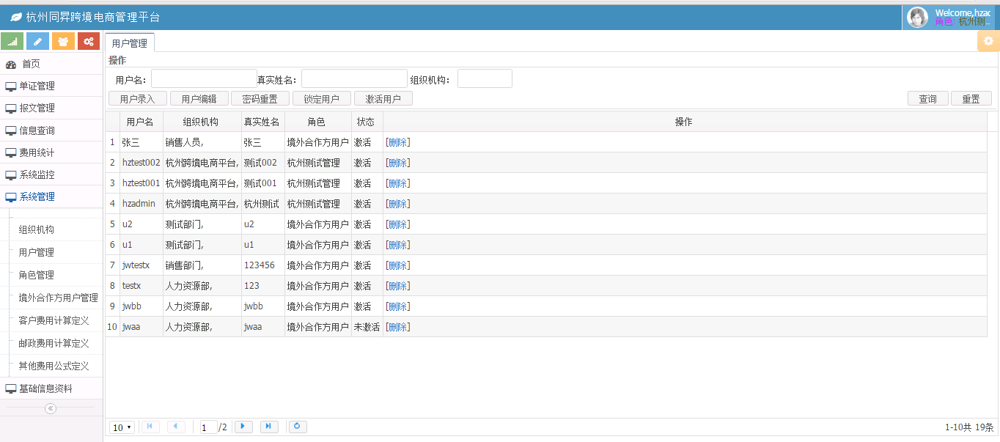 杭州同昇跨境电商管理平台
Welcome,hzac
角色: 杭州测..
首页
单证管理
报文管理
信息查询
费用统计
系统监控
系统管理
组织机构
用户管理
角色管理
境外合作方用户管理
客户费用计算定义
邮政费用计算定义
其他费用公式定义
基础信息资料
用户管理
操作
用户名: 真实姓名: 组织机构:
用户录入 用户编辑 密码重置 锁定用户 激活用户 查询 重置
用户名 组织机构 真实姓名 角色 状态 操作
1 张三 销售人员, 张三 境外合作方用户 激活 [删除]
2 hztest002 杭州跨境电商平台, 测试002 杭州测试管理 激活 [删除]
3 hztest001 杭州跨境电商平台, 测试001 杭州测试管理 激活 [删除]
4 hzadmin 杭州跨境电商平台, 杭州测试 杭州测试管理 激活 [删除]
5 u2 测试部门, u2 境外合作方用户 激活 [删除]
6 u1 测试部门, u1 境外合作方用户 激活 [删除]
7 jwtestx 销售部门, 123456 境外合作方用户 激活 [删除]
8 testx 人力资源部, 123 境外合作方用户 激活 [删除]
9 jwbb 人力资源部, jwbb 境外合作方用户 激活 [删除]
10 jwaa 人力资源部, jwaa 境外合作方用户 未激活 [删除]
10 1 /2 1-10共 19条